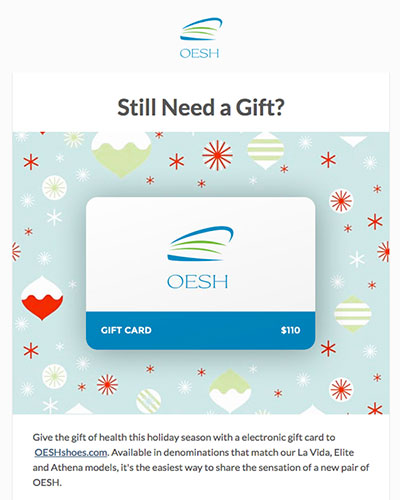 OESH
Still Need a Gift?
OESH
GIFT CARD $110
Give the gift of health this holiday season with a electronic gift card to
OESHshoes.com. Available in denominations that match our La Vida, Elite
and Athena models, it's the easiest way to share the sensation of a new pair of
OESH.